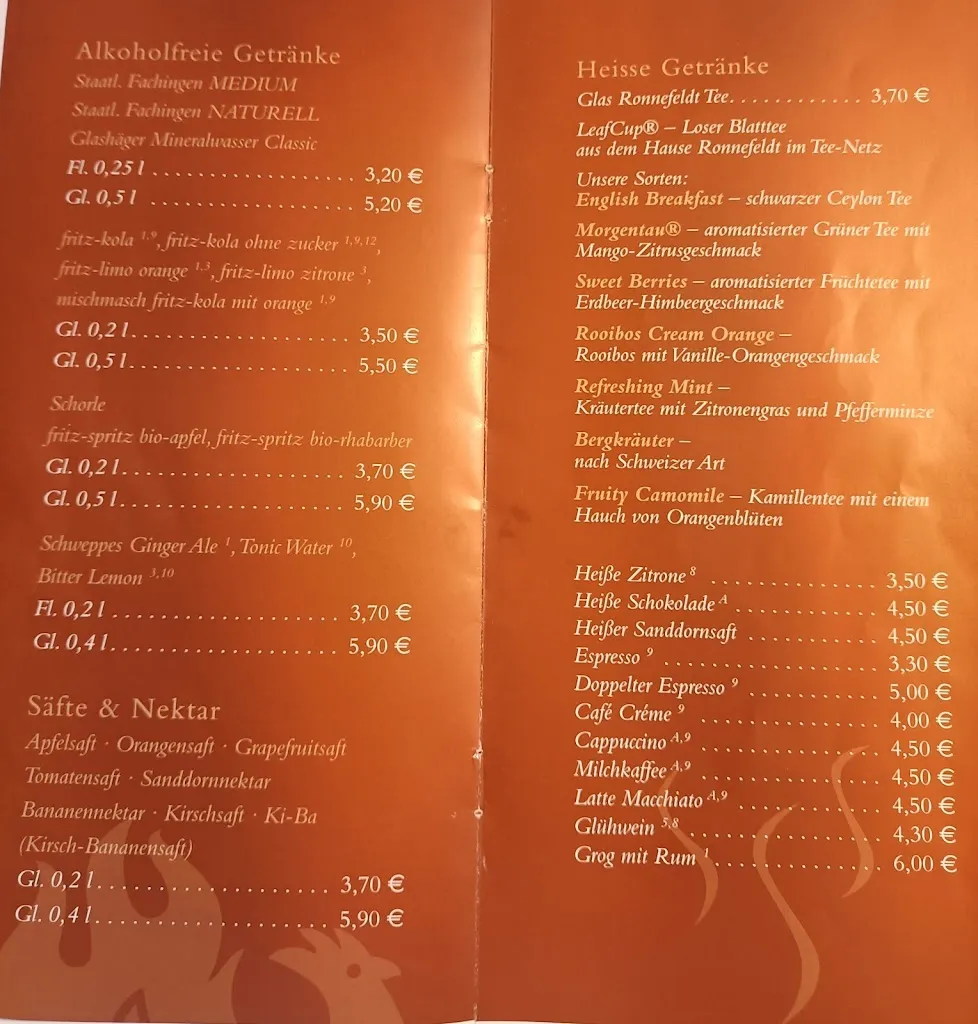 Alkoholfreie Getränke
Staatl. Fachingen MEDIUM
Staatl. Fachingen NATURELL
Glashäger Mineralwasser Classic
Fl. 0,25 l . . . . . . . . . . . . . . . . . . 3,20 €
Gl. 0,5 l . . . . . . . . . . . . . . . . . . 5,20 €
fritz-kola 1,9, fritz-kola ohne zucker 1,9,12,
fritz-limo orange 1,3, fritz-limo zitrone 3,
mischmasch fritz-kola mit orange 1,9
Gl. 0,2 l . . . . . . . . . . . . . . . . . . 3,50 €
Gl. 0,5 l . . . . . . . . . . . . . . . . . . 5,50 €
Schorle
fritz-spritz bio-apfel, fritz-spritz bio-rhabarber
Gl. 0,2 l . . . . . . . . . . . . . . . . . . 3,70 €
Gl. 0,5 l . . . . . . . . . . . . . . . . . . 5,90 €
Schweppes Ginger Ale 1, Tonic Water 10,
Bitter Lemon 3,10
Fl. 0,2 l . . . . . . . . . . . . . . . . . . 3,70 €
Gl. 0,4 l . . . . . . . . . . . . . . . . . . 5,90 €
Säfte & Nektar
Apfelsaft · Orangensaft · Grapefruitsaft
Tomatensaft · Sanddornnektar
Bananennektar · Kirschsaft · Ki-Ba
(Kirsch-Bananensaft)
Gl. 0,2 l . . . . . . . . . . . . . . . . . . 3,70 €
Gl. 0,4 l . . . . . . . . . . . . . . . . . . 5,90 €
Heisse Getränke
Glas Ronnefeldt Tee . . . . . . . . . . . . 3,70 €
LeafCup® – Loser Blatttee
aus dem Hause Ronnefeldt im Tee-Netz
Unsere Sorten:
English Breakfast – schwarzer Ceylon Tee
Morgentau® – aromatisierter Grüner Tee mit
Mango-Zitrusgeschmack
Sweet Berries – aromatisierter Früchtetee mit
Erdbeer-Himbeergeschmack
Rooibos Cream Orange –
Rooibos mit Vanille-Orangengeschmack
Refreshing Mint –
Kräutertee mit Zitronengras und Pfefferminze
Bergkräuter –
nach Schweizer Art
Fruity Camomile – Kamillentee mit einem
Hauch von Orangenblüten
Heiße Zitrone 8 . . . . . . . . . . . . . . 3,50 €
Heiße Schokolade A . . . . . . . . . . . . 4,50 €
Heißer Sanddornsaft . . . . . . . . . . . 4,50 €
Espresso 9 . . . . . . . . . . . . . . . . . . 3,30 €
Doppelter Espresso 9 . . . . . . . . . . . 5,00 €
Café Créme 9 . . . . . . . . . . . . . . . 4,00 €
Cappuccino A,9 . . . . . . . . . . . . . . 4,50 €
Milchkaffee A,9 . . . . . . . . . . . . . . 4,50 €
Latte Macchiato A,9 . . . . . . . . . . . 4,50 €
Glühwein 5,8 . . . . . . . . . . . . . . . 4,30 €
Grog mit Rum 1 . . . . . . . . . . . . . 6,00 €